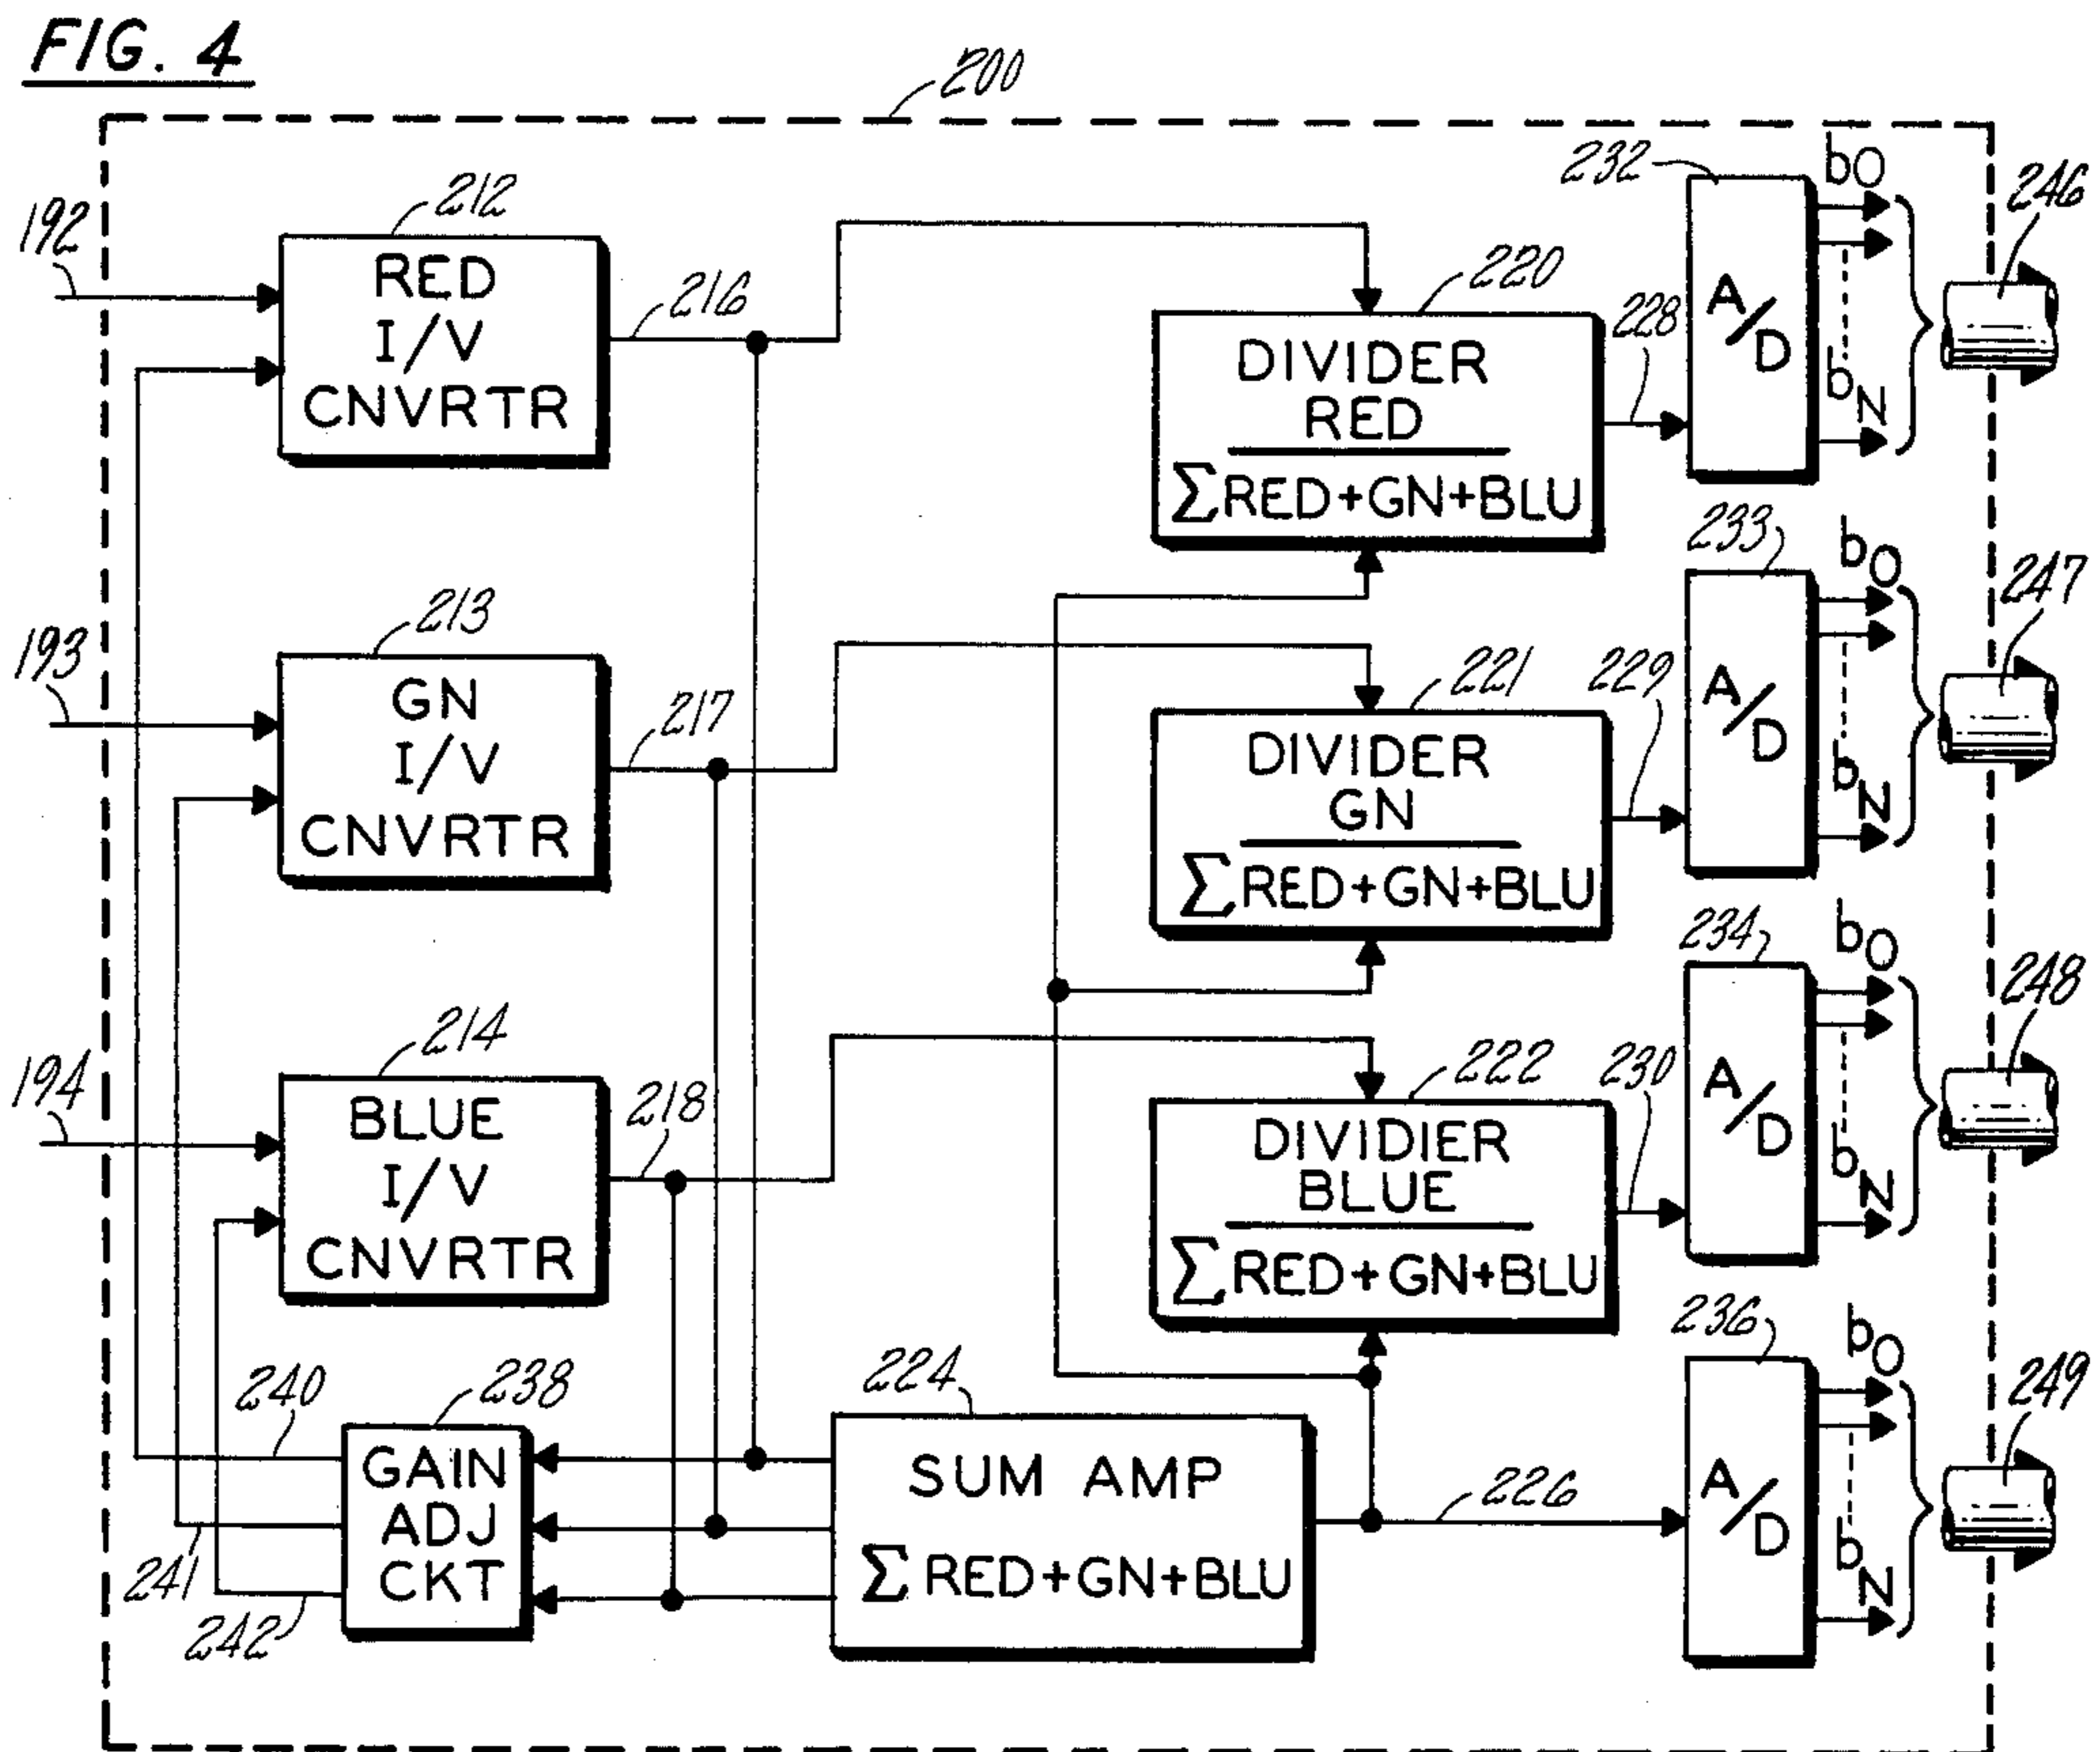 FIG. 4
200
192
212
RED
I/V
CNVRTR
216
220
DIVIDER
RED
ΣRED+GN+BLU
228
232
A/D
b0
bN
246
193
213
GN
I/V
CNVRTR
217
221
DIVIDER
GN
ΣRED+GN+BLU
229
233
A/D
b0
bN
247
194
214
BLUE
I/V
CNVRTR
218
222
DIVIDIER
BLUE
ΣRED+GN+BLU
230
234
A/D
b0
bN
248
240
241
242
238
GAIN
ADJ
CKT
224
SUM AMP
Σ RED+GN+BLU
226
236
A/D
b0
bN
249